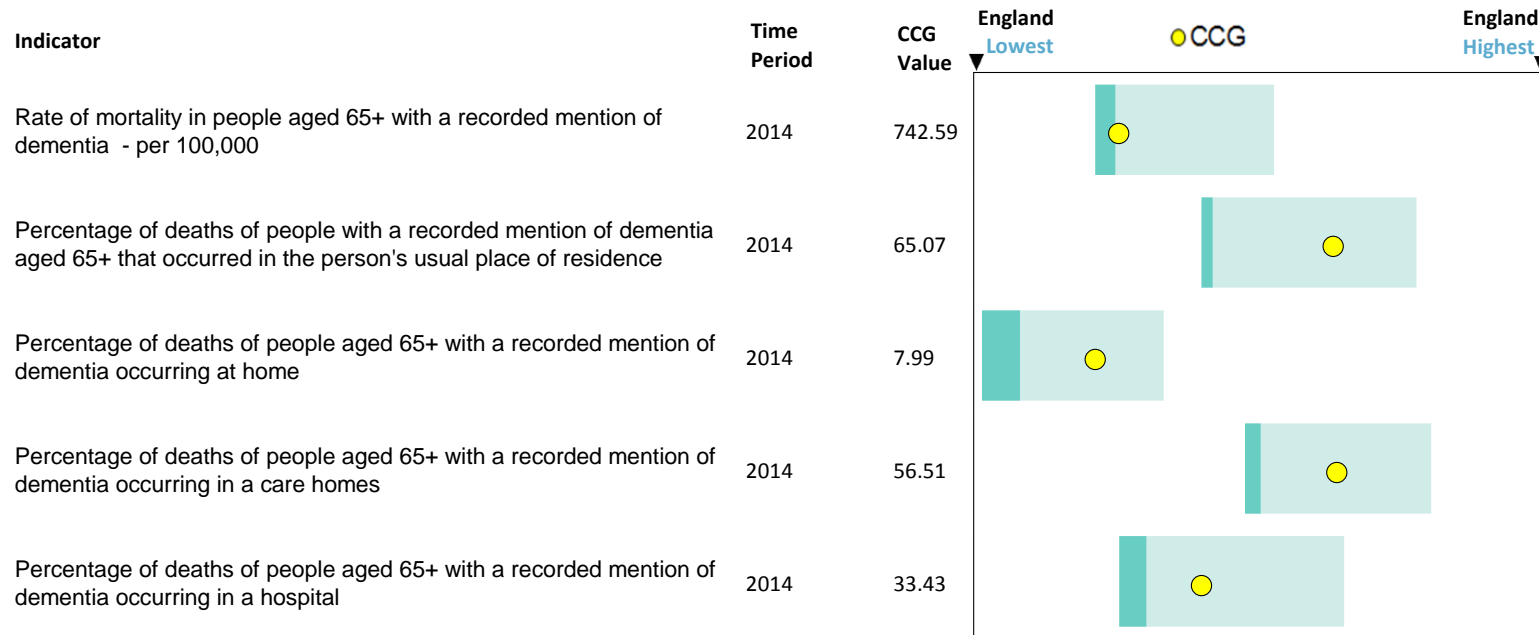 Indicator
Time Period
CCG Value
England Lowest
CCG
England Highest
Rate of mortality in people aged 65+ with a recorded mention of
dementia - per 100,000
2014
742.59
Percentage of deaths of people with a recorded mention of dementia
aged 65+ that occurred in the person's usual place of residence
2014
65.07
Percentage of deaths of people aged 65+ with a recorded mention of
dementia occurring at home
2014
7.99
Percentage of deaths of people aged 65+ with a recorded mention of
dementia occurring in a care homes
2014
56.51
Percentage of deaths of people aged 65+ with a recorded mention of
dementia occurring in a hospital
2014
33.43